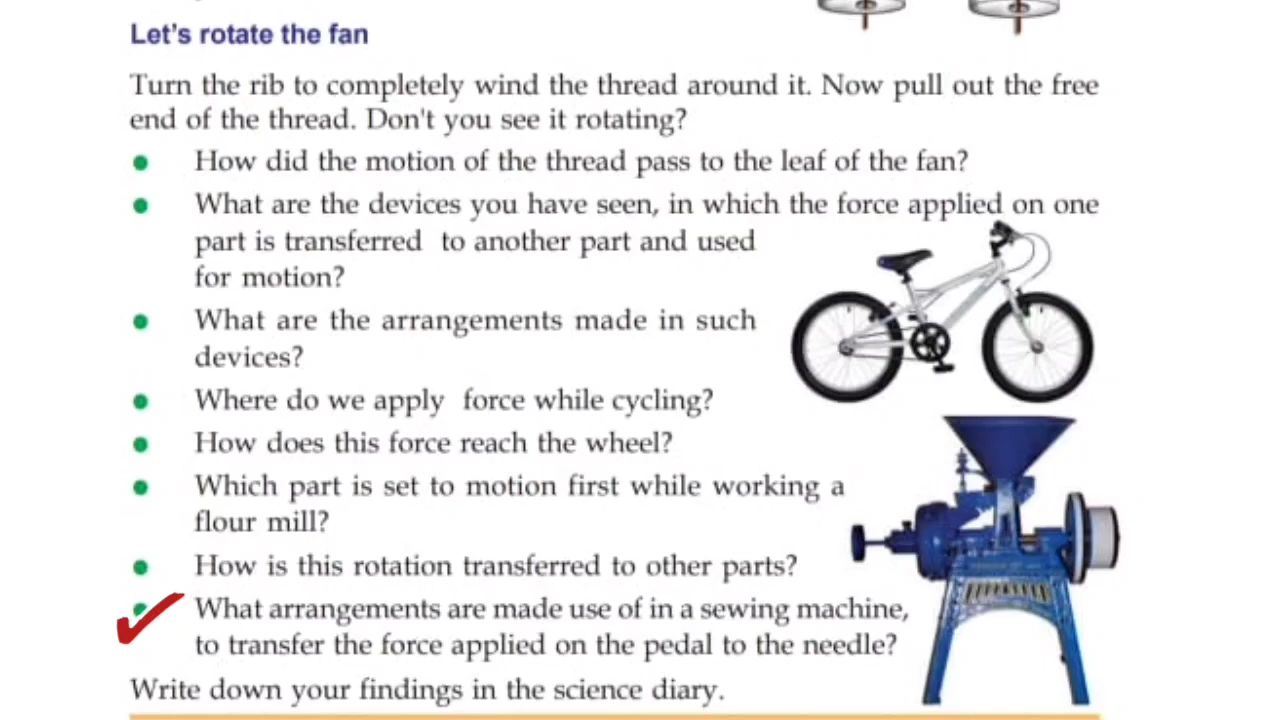 Let's rotate the fan
Turn the rib to completely wind the thread around it. Now pull out the free
end of the thread. Don't you see it rotating?
How did the motion of the thread pass to the leaf of the fan?
What are the devices you have seen, in which the force applied on one
part is transferred to another part and used
for motion?
What are the arrangements made in such
devices?
Where do we apply force while cycling?
How does this force reach the wheel?
Which part is set to motion first while working a
flour mill?
How is this rotation transferred to other parts?
What arrangements are made use of in a sewing machine,
to transfer the force applied on the pedal to the needle?
Write down your findings in the science diary.